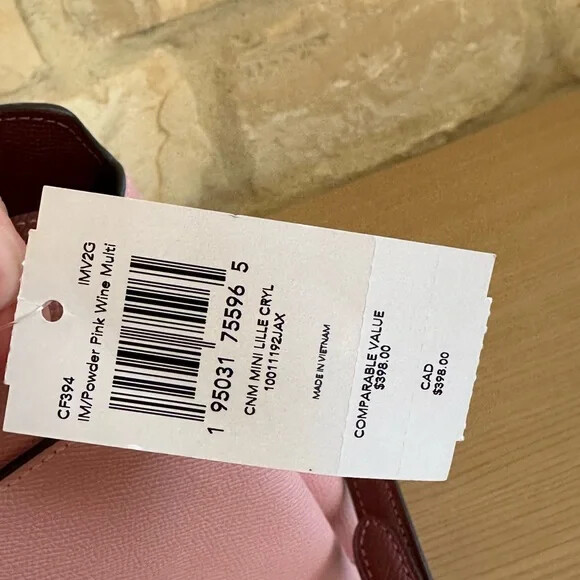 CF394 IMV2G
IM/Powder Pink Wine Multi
1 95031 75596 5
CNM MINI LILLE CRYL
10011192JAX
MADE IN VIETNAM
COMPARABLE VALUE
$398.00
CAD
$398.00